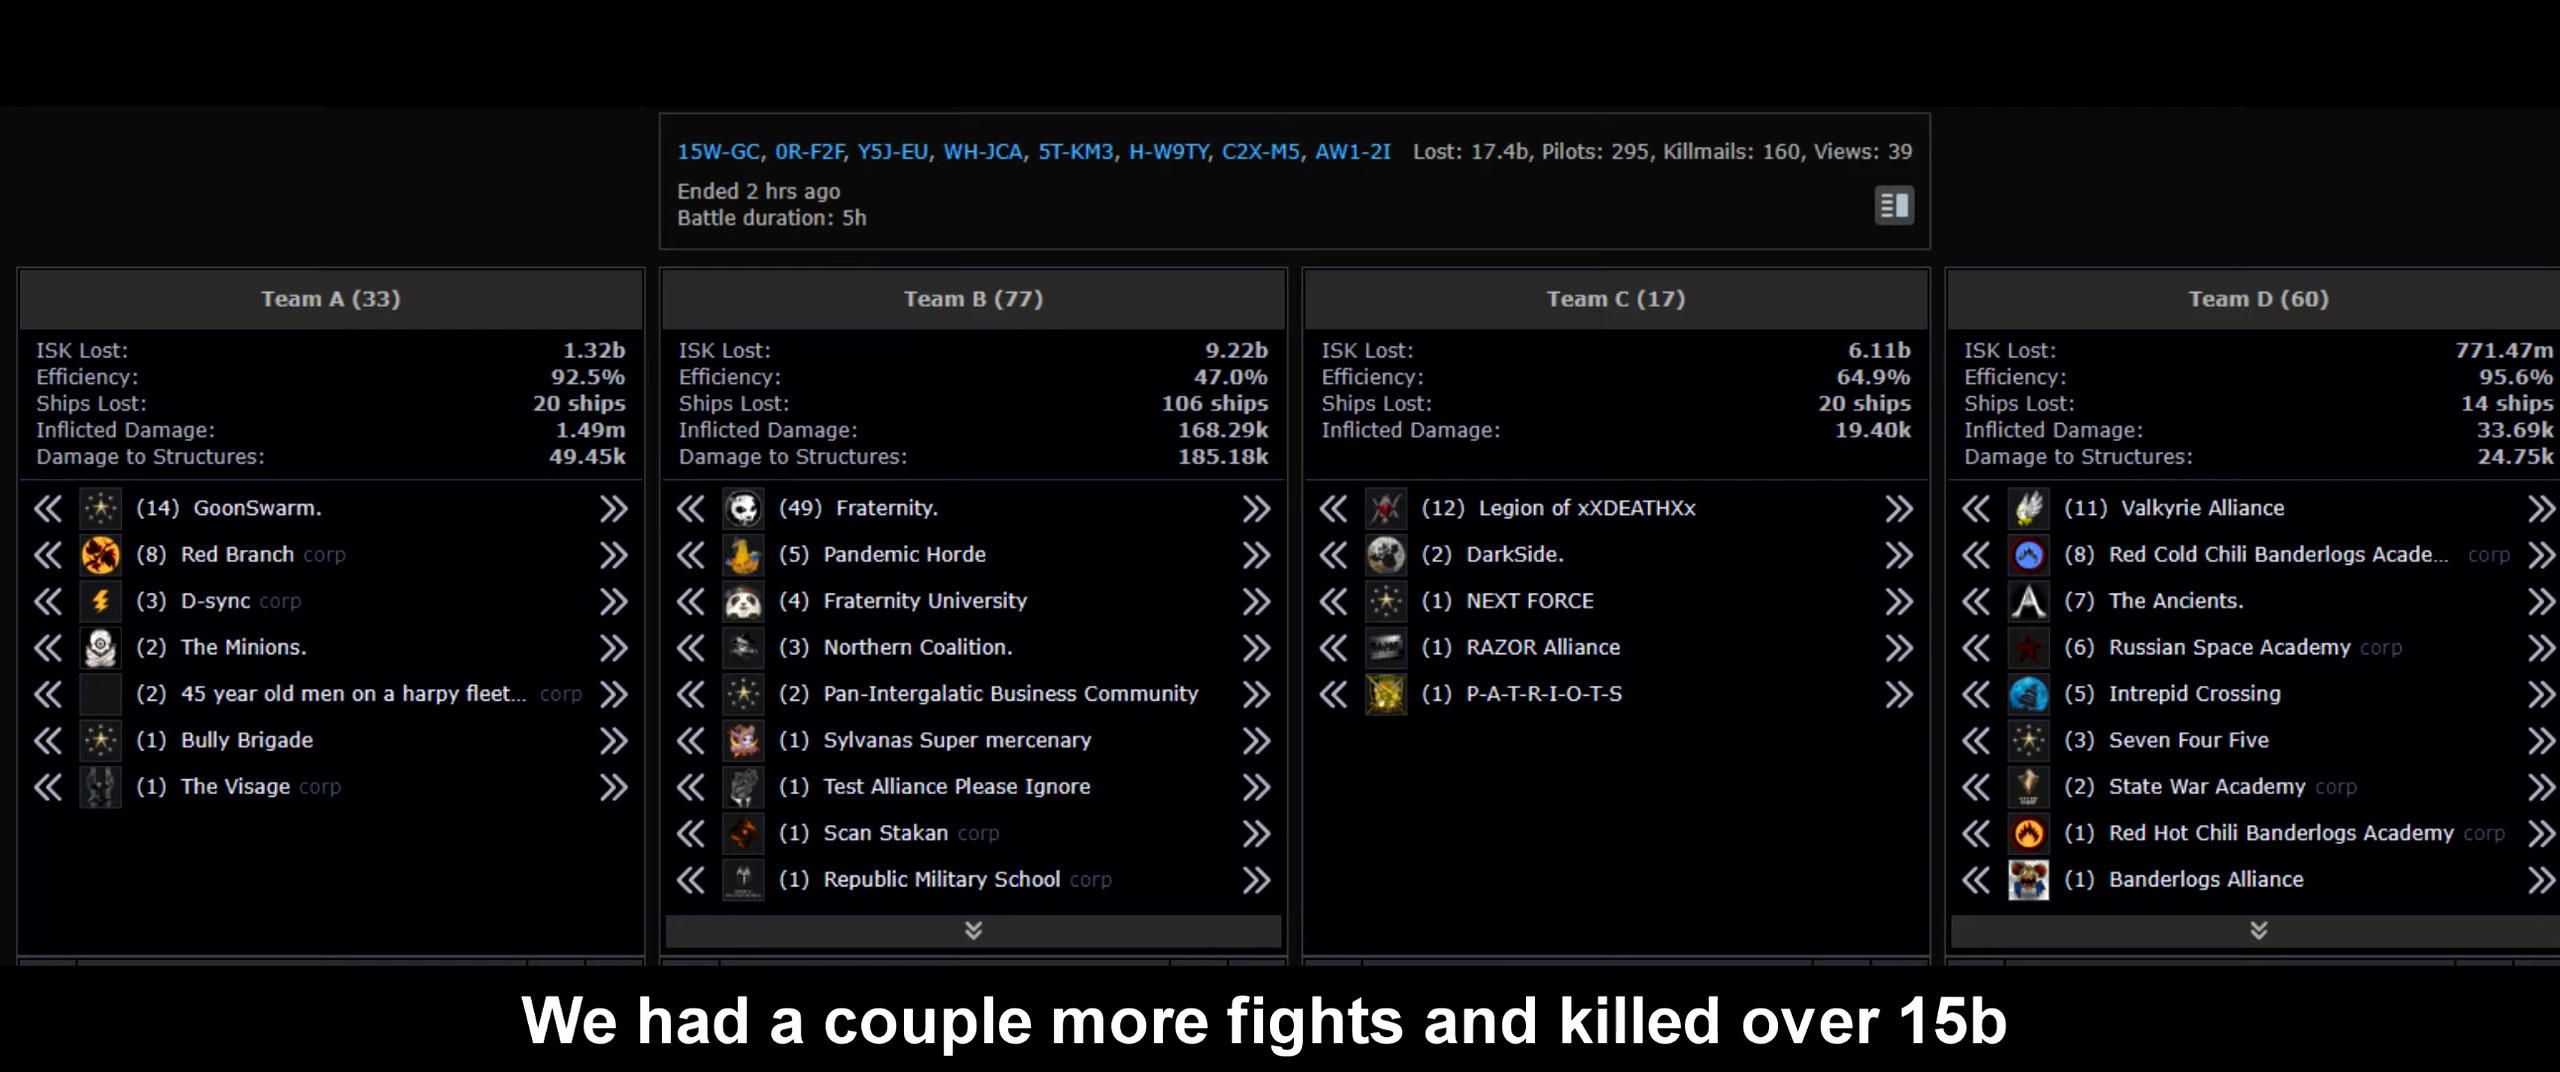 15W-GC, 0R-F2F, Y5J-EU, WH-JCA, 5T-KM3, H-W9TY, C2X-M5, AW1-2I Lost: 17.4b, Pilots: 295, Killmails: 160, Views: 39
Ended 2 hrs ago
Battle duration: 5h
Team A (33)
ISK Lost: 1.32b
Efficiency: 92.5%
Ships Lost: 20 ships
Inflicted Damage: 1.49m
Damage to Structures: 49.45k
(14) GoonSwarm.
(8) Red Branch corp
(3) D-sync corp
(2) The Minions.
(2) 45 year old men on a harpy fleet... corp
(1) Bully Brigade
(1) The Visage corp
Team B (77)
ISK Lost: 9.22b
Efficiency: 47.0%
Ships Lost: 106 ships
Inflicted Damage: 168.29k
Damage to Structures: 185.18k
(49) Fraternity.
(5) Pandemic Horde
(4) Fraternity University
(3) Northern Coalition.
(2) Pan-Intergalatic Business Community
(1) Sylvanas Super mercenary
(1) Test Alliance Please Ignore
(1) Scan Stakan corp
(1) Republic Military School corp
Team C (17)
ISK Lost: 6.11b
Efficiency: 64.9%
Ships Lost: 20 ships
Inflicted Damage: 19.40k
(12) Legion of xXDEATHXx
(2) DarkSide.
(1) NEXT FORCE
(1) RAZOR Alliance
(1) P-A-T-R-I-O-T-S
Team D (60)
ISK Lost: 771.47m
Efficiency: 95.6%
Ships Lost: 14 ships
Inflicted Damage: 33.69k
Damage to Structures: 24.75k
(11) Valkyrie Alliance
(8) Red Cold Chili Banderlogs Acade... corp
(7) The Ancients.
(6) Russian Space Academy corp
(5) Intrepid Crossing
(3) Seven Four Five
(2) State War Academy corp
(1) Red Hot Chili Banderlogs Academy corp
(1) Banderlogs Alliance
We had a couple more fights and killed over 15b